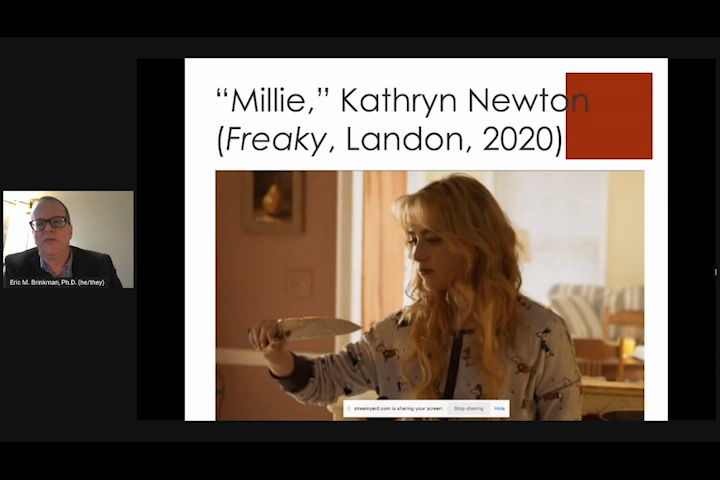 “Millie,” Kathryn Newton
(Freaky, Landon, 2020)
Eric M. Brinkman, Ph.D. (he/they)
streamyard.com is sharing your screen.
Stop sharing
Hide